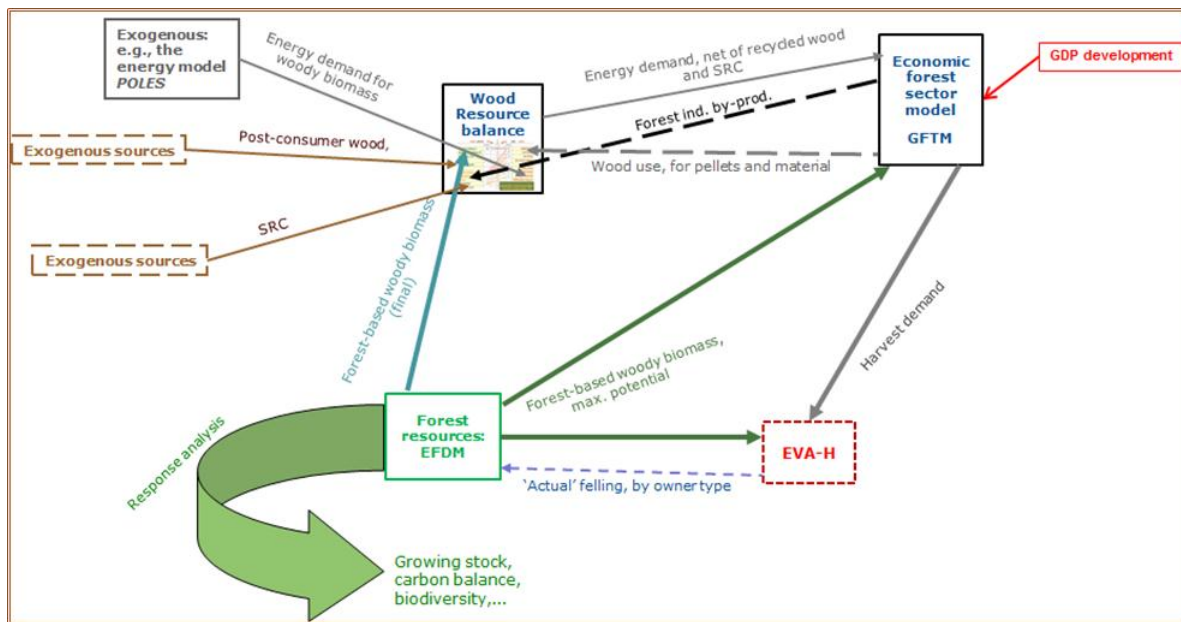 Exogenous:
e.g., the
energy model
POLES
Energy demand for
woody biomass
Energy demand, net of recycled wood
and SRC
Economic
forest
sector
model
GFTM
GDP development
Wood
Resource
balance
Forest ind. by-prod.
Post-consumer wood,
Exogenous sources
Wood use, for pellets and material
SRC
Exogenous sources
Forest-based woody biomass
(final)
Harvest demand
Forest-based woody biomass,
max. potential
Response analysis
Forest
resources:
EFDM
EVA-H
‘Actual’ felling, by owner type
Growing stock,
carbon balance,
biodiversity,...